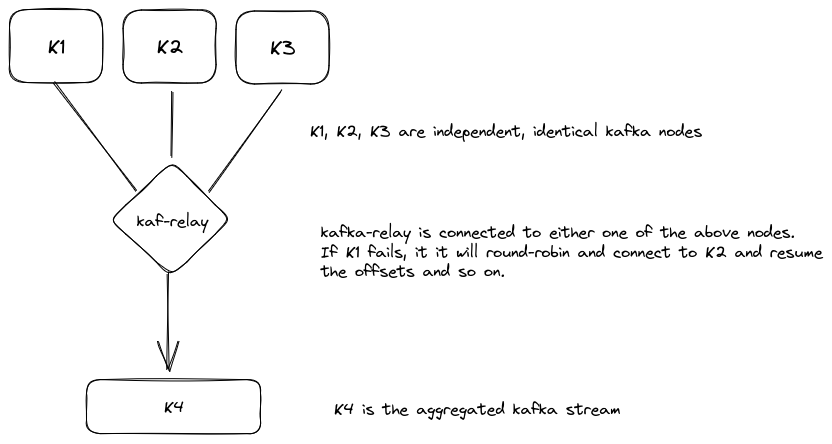 K1
K2
K3
K1, K2, K3 are independent, identical kafka nodes
kaf-relay
kafka-relay is connected to either one of the above nodes.
If K1 fails, it it will round-robin and connect to K2 and resume
the offsets and so on.
K4
K4 is the aggregated kafka stream